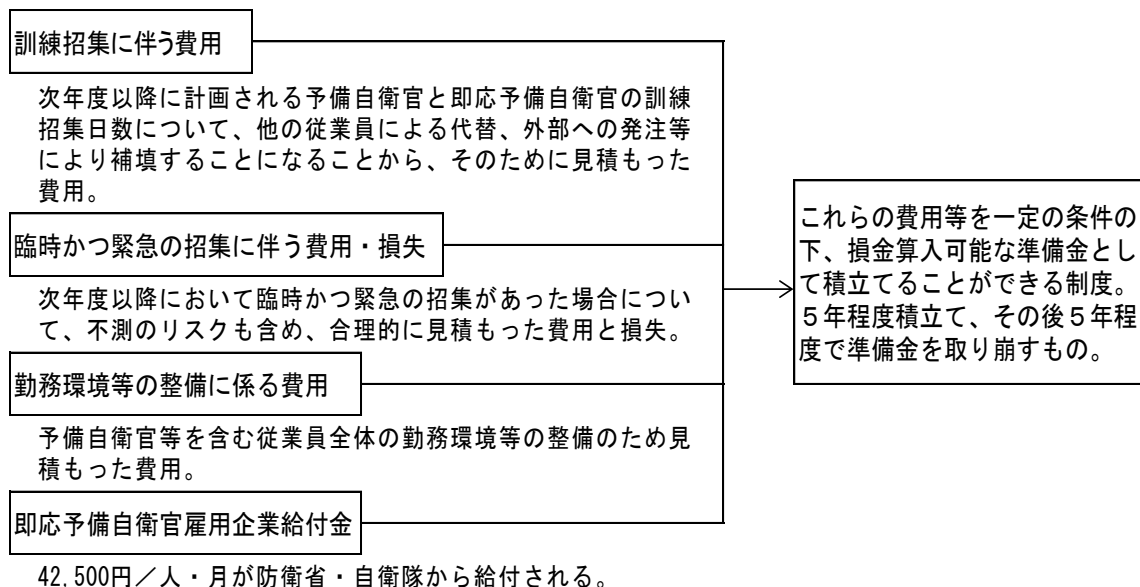 訓練招集に伴う費用
次年度以降に計画される予備自衛官と即応予備自衛官の訓練
招集日数について、他の従業員による代替、外部への発注等
により補填することになることから、そのために見積もった
費用。
臨時かつ緊急の招集に伴う費用・損失
次年度以降において臨時かつ緊急の招集があった場合につい
て、不測のリスクも含め、合理的に見積もった費用と損失。
勤務環境等の整備に係る費用
予備自衛官等を含む従業員全体の勤務環境等の整備のため見
積もった費用。
即応予備自衛官雇用企業給付金
42,500円／人・月が防衛省・自衛隊から給付される。
これらの費用等を一定の条件の
下、損金算入可能な準備金とし
て積立てることができる制度。
５年程度積立て、その後５年程
度で準備金を取り崩すもの。